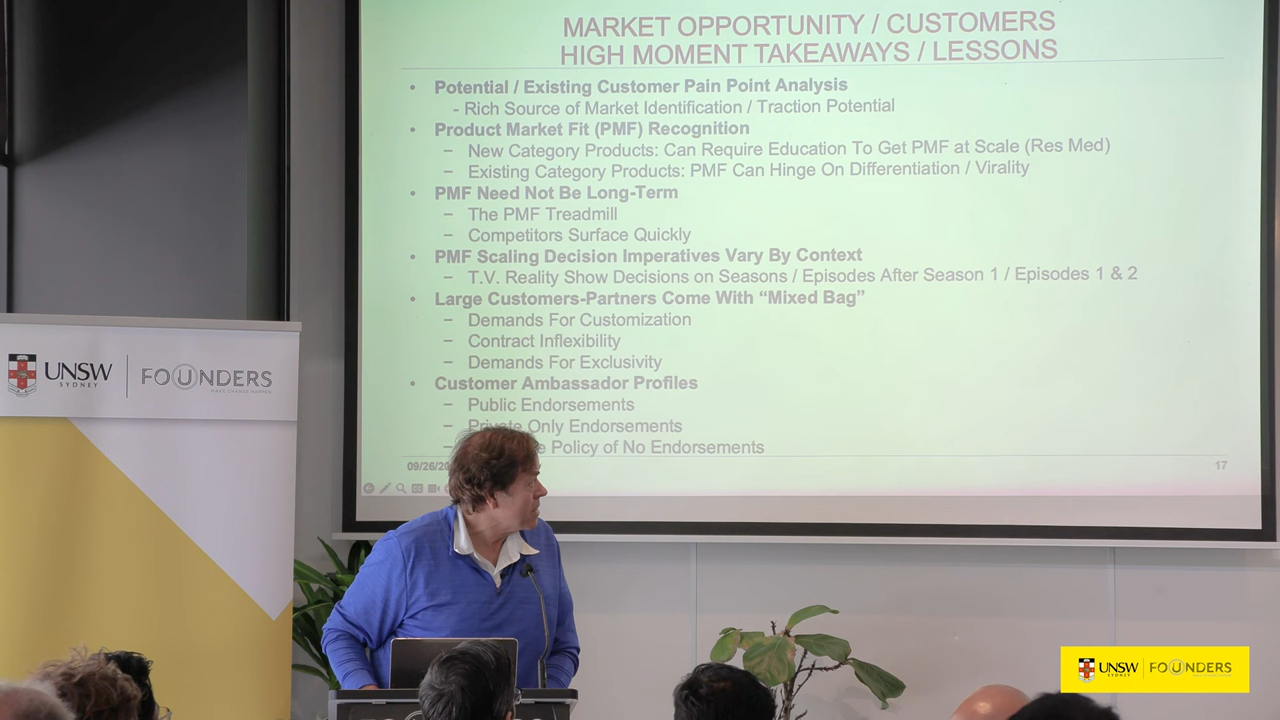 MARKET OPPORTUNITY / CUSTOMERS
HIGH MOMENT TAKEAWAYS / LESSONS
• Potential / Existing Customer Pain Point Analysis
- Rich Source of Market Identification / Traction Potential
• Product Market Fit (PMF) Recognition
– New Category Products: Can Require Education To Get PMF at Scale (Res Med)
– Existing Category Products: PMF Can Hinge On Differentiation / Virality
• PMF Need Not Be Long-Term
– The PMF Treadmill
– Competitors Surface Quickly
• PMF Scaling Decision Imperatives Vary By Context
– T.V. Reality Show Decisions on Seasons / Episodes After Season 1 / Episodes 1 & 2
• Large Customers-Partners Come With “Mixed Bag”
– Demands For Customization
– Contract Inflexibility
– Demands For Exclusivity
• Customer Ambassador Profiles
– Public Endorsements
– Private Only Endorsements
– Policy of No Endorsements
09/26/20
17
UNSW
SYDNEY
FOUNDERS
MAKE CHANGE HAPPEN
UNSW
SYDNEY
FOUNDERS